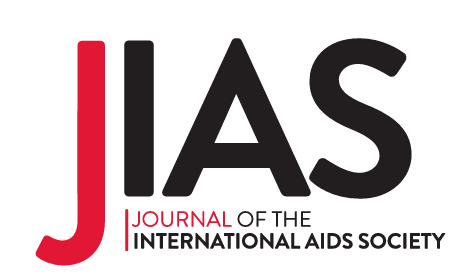 JIAS
JOURNAL OF THE
INTERNATIONAL AIDS SOCIETY